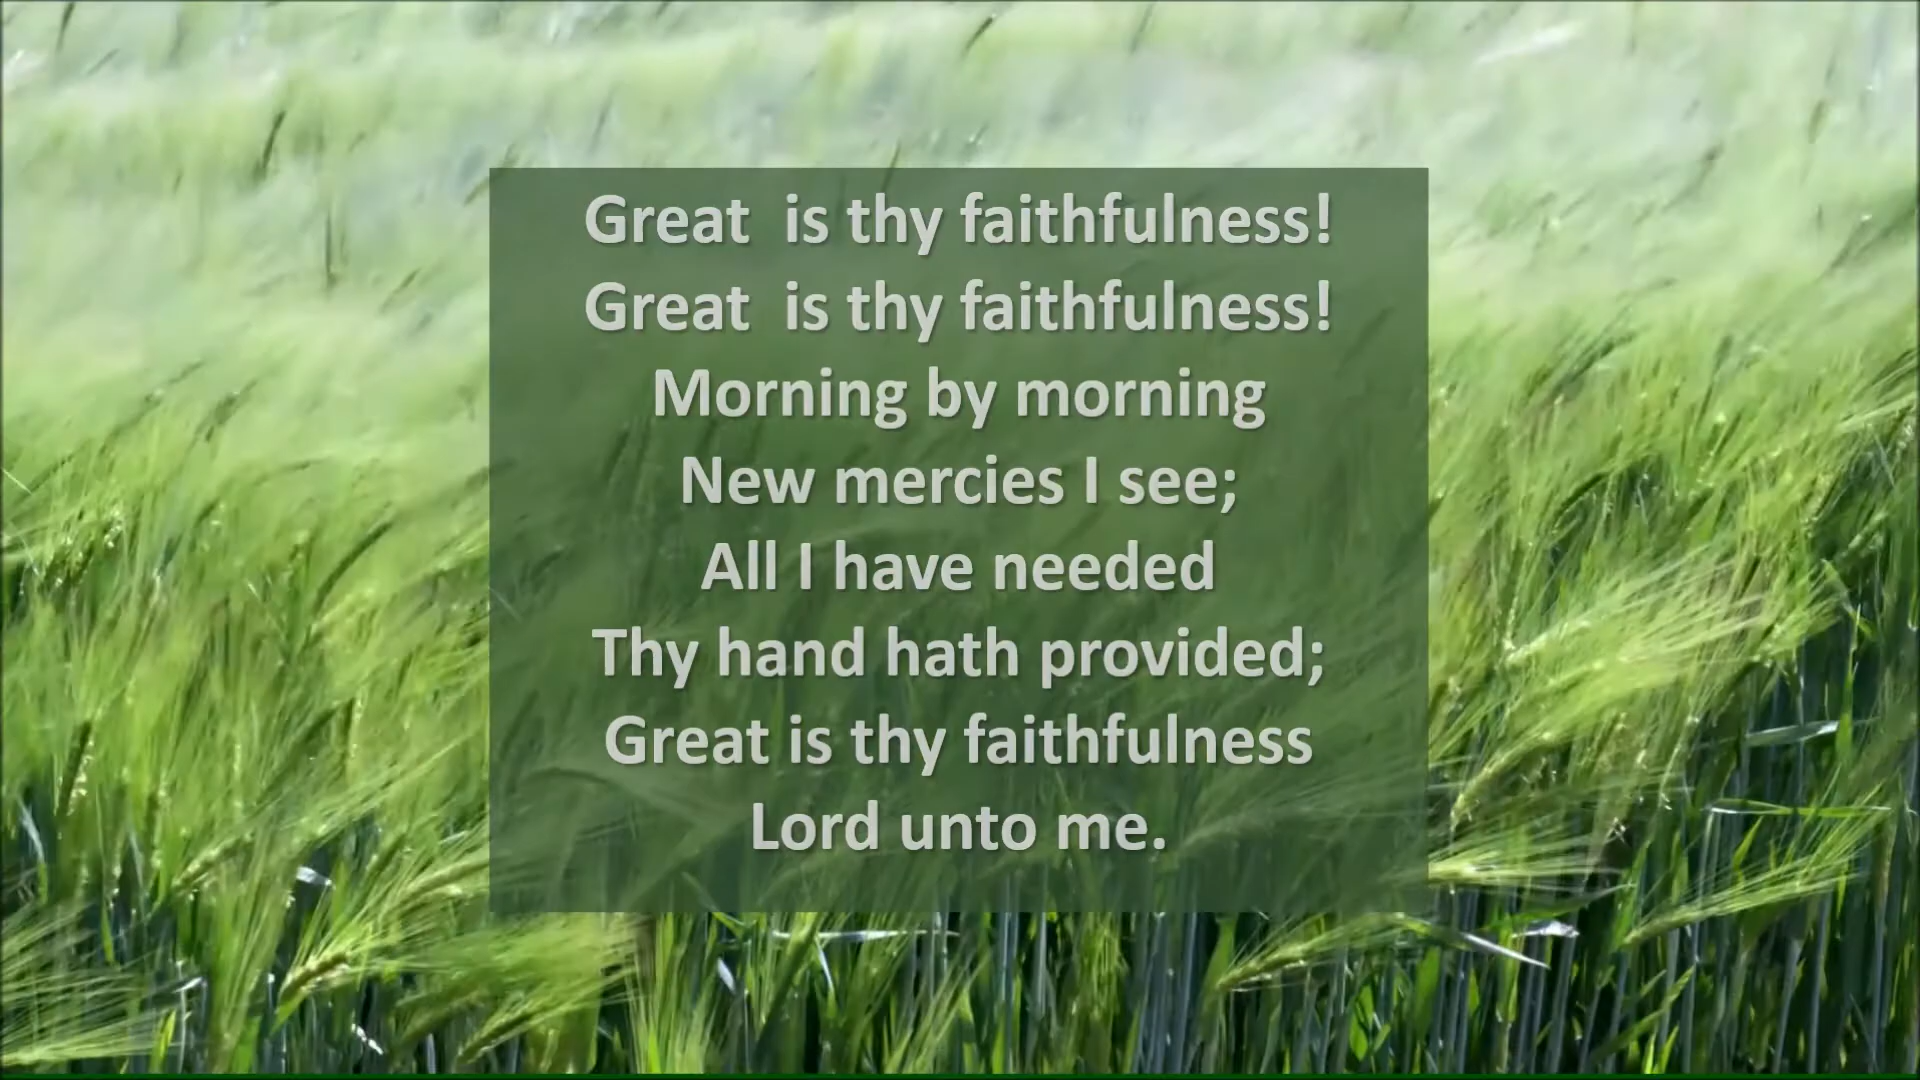 Great  is thy faithfulness!
Great  is thy faithfulness!
Morning by morning
New mercies I see;
All I have needed
Thy hand hath provided;
Great is thy faithfulness
Lord unto me.